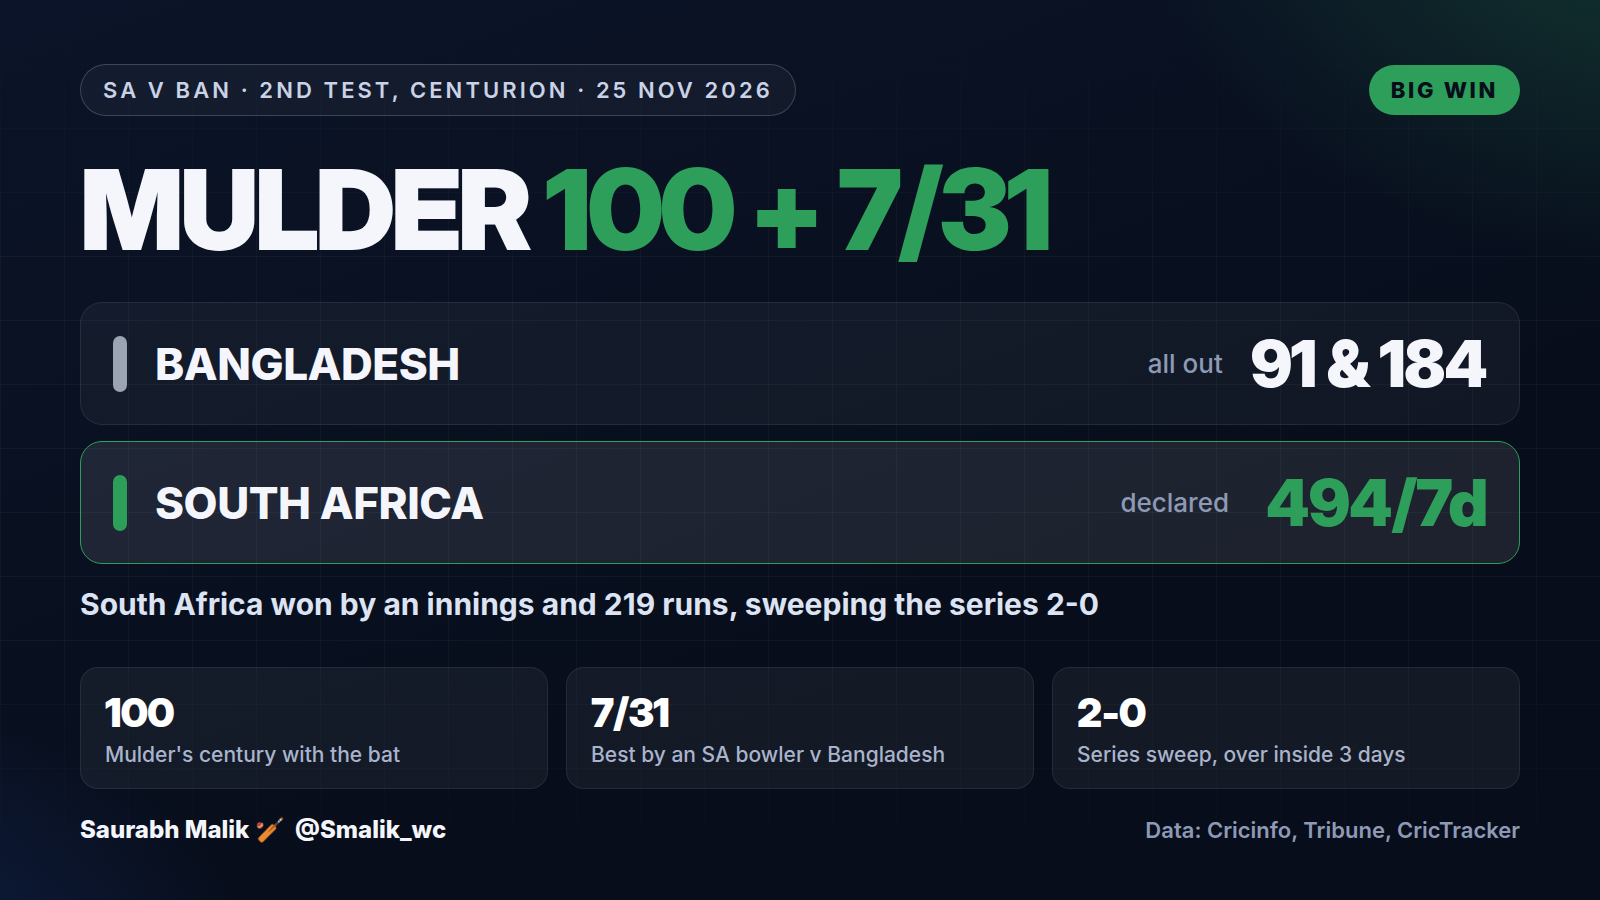 SA V BAN · 2ND TEST, CENTURION · 25 NOV 2026
BIG WIN
MULDER 100 + 7/31
BANGLADESH all out 91 & 184
SOUTH AFRICA declared 494/7d
South Africa won by an innings and 219 runs, sweeping the series 2-0
100
Mulder's century with the bat
7/31
Best by an SA bowler v Bangladesh
2-0
Series sweep, over inside 3 days
Saurabh Malik 🏏 @Smalik_wc
Data: Cricinfo, Tribune, CricTracker